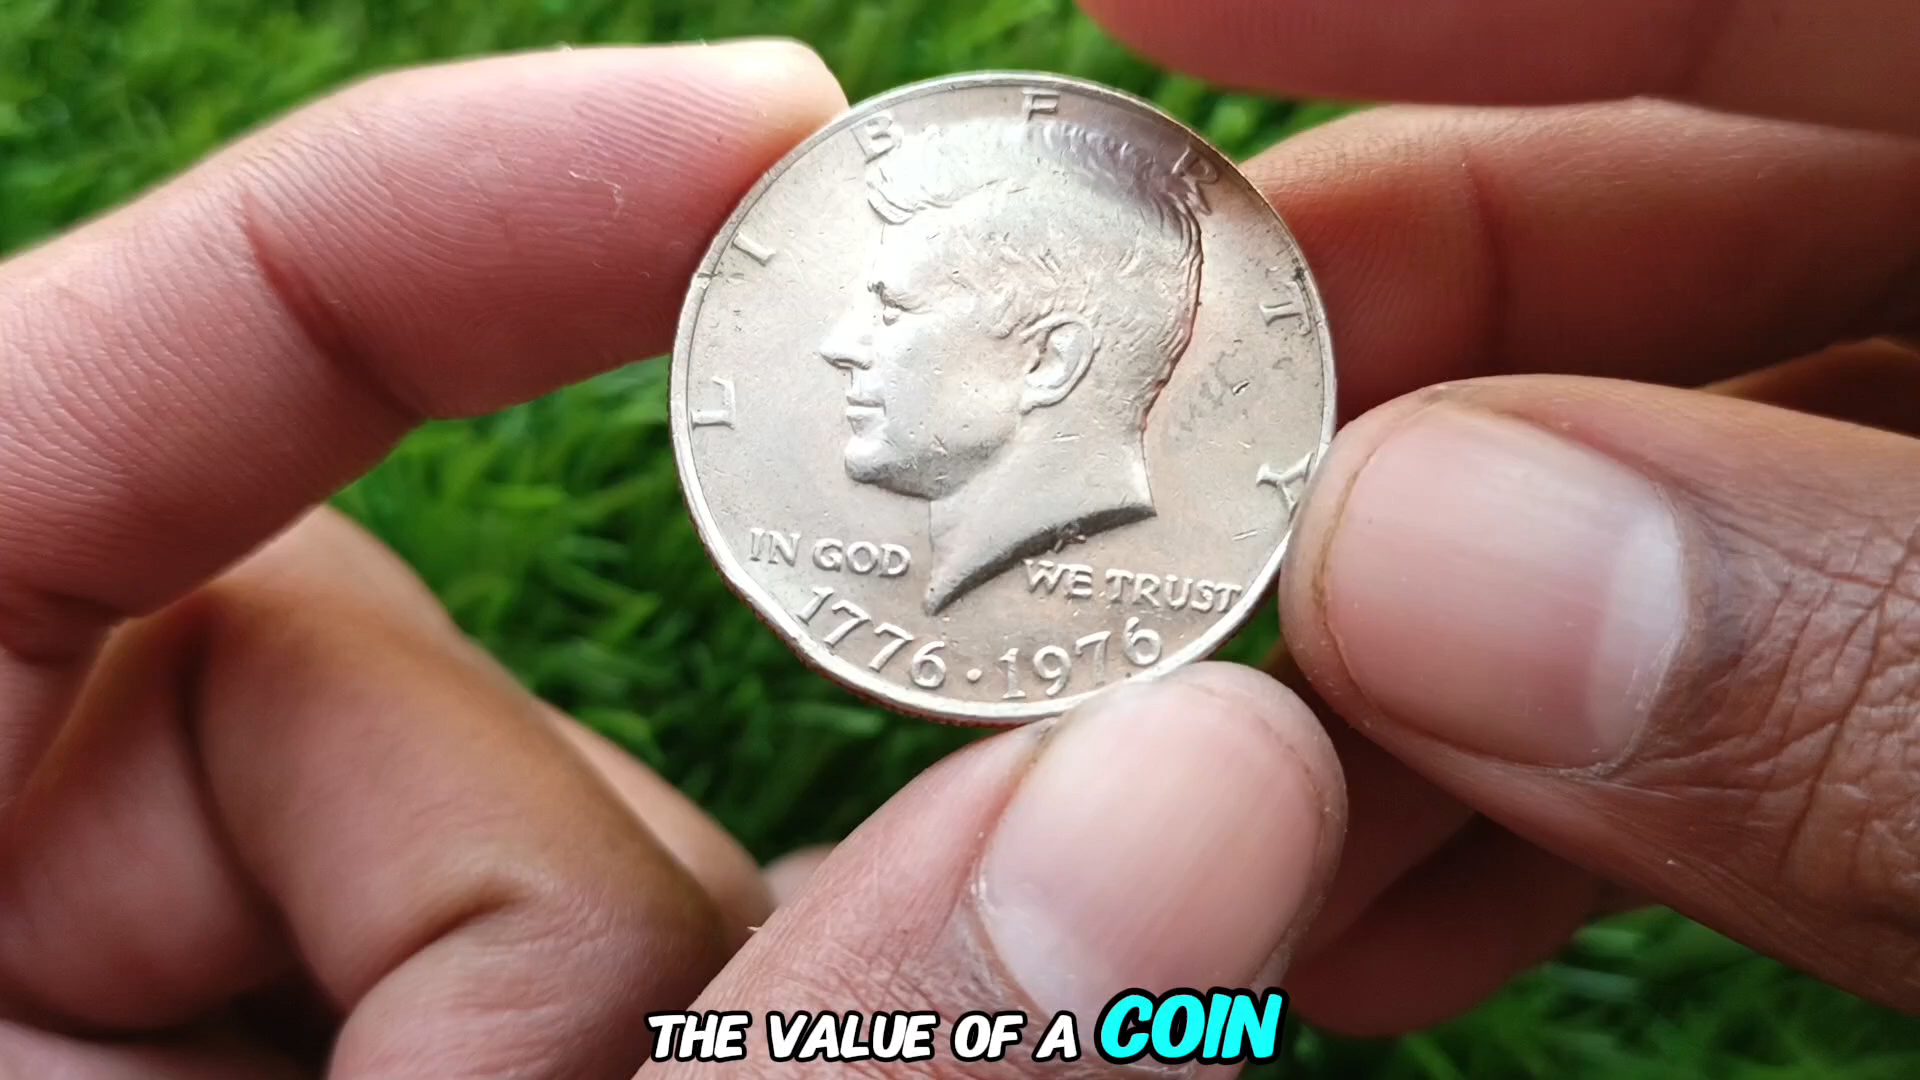 LIBERTY
IN GOD WE TRUST
1776·1976
THE VALUE OF A COIN